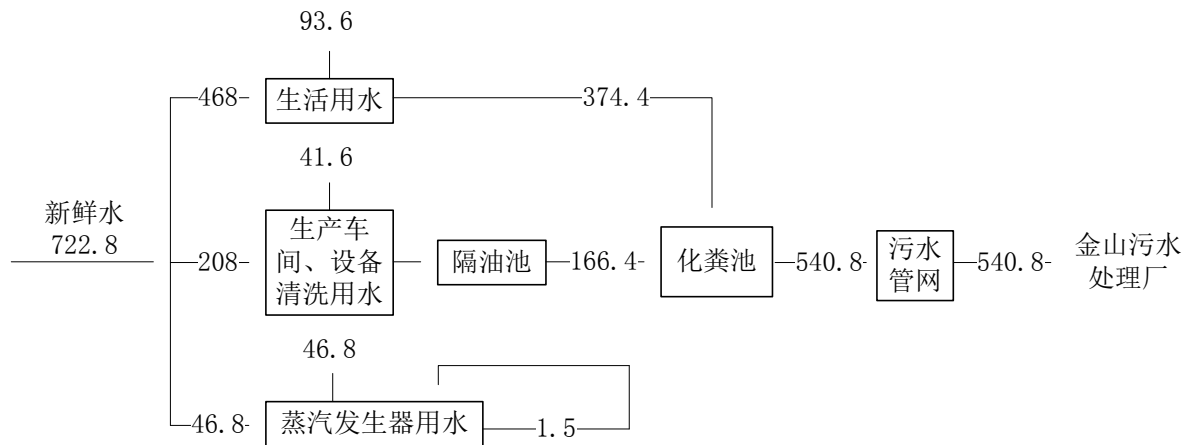 93.6
468
生活用水
374.4
41.6
新鲜水
722.8
208
生产车
间、设备
清洗用水
隔油池
166.4
化粪池
540.8
污水
管网
540.8
金山污水
处理厂
46.8
46.8
蒸汽发生器用水
1.5